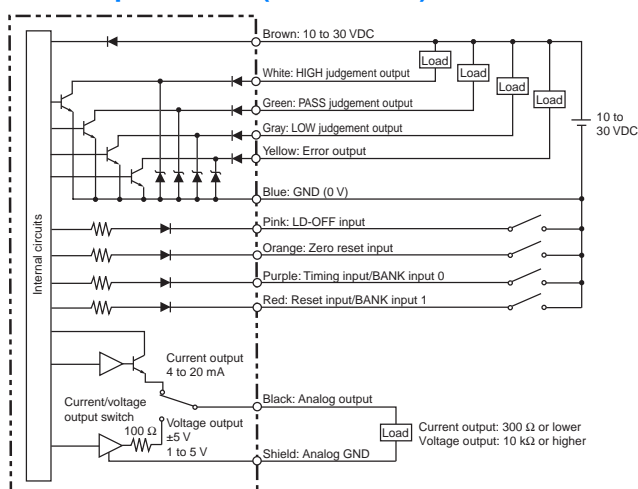 Brown: 10 to 30 VDC
Load
White: HIGH judgement output
Load
Load
Green: PASS judgement output
Load
10 to
30 VDC
Gray: LOW judgement output
Yellow: Error output
Blue: GND (0 V)
Internal circuits
Pink: LD-OFF input
Orange: Zero reset input
Purple: Timing input/BANK input 0
Red: Reset input/BANK input 1
Current output
4 to 20 mA
Current/voltage
output switch
Black: Analog output
100 Ω
Voltage output
±5 V
1 to 5 V
Load
Current output: 300 Ω or lower
Voltage output: 10 kΩ or higher
Shield: Analog GND